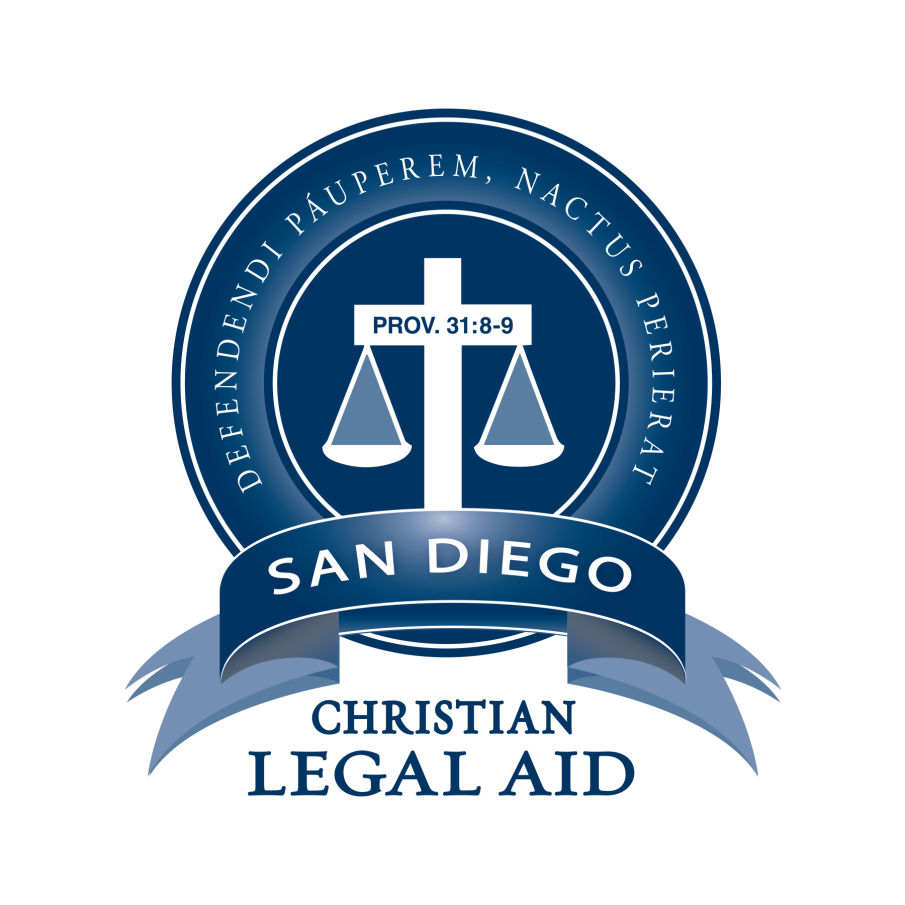 DEFENDENDI PÁUPEREM, NACTUS PERIERAT
PROV. 31:8-9
SAN DIEGO
CHRISTIAN
LEGAL AID